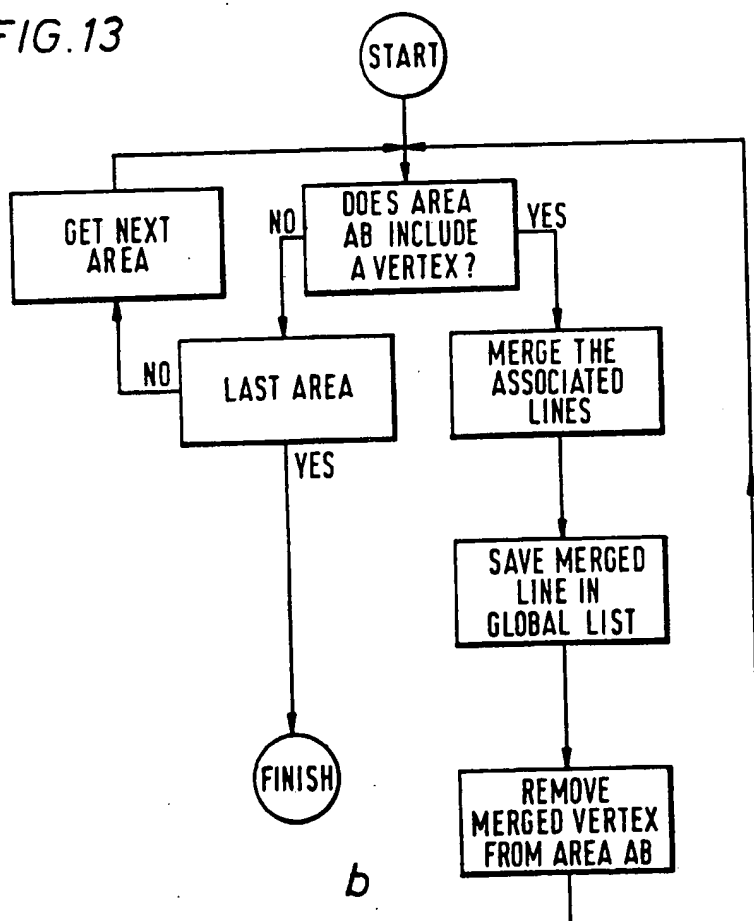 FIG.13
START
DOES AREA
AB INCLUDE
A VERTEX?
NO
YES
GET NEXT
AREA
NO
LAST AREA
YES
MERGE THE
ASSOCIATED
LINES
SAVE MERGED
LINE IN
GLOBAL LIST
FINISH
REMOVE
MERGED VERTEX
FROM AREA AB
b